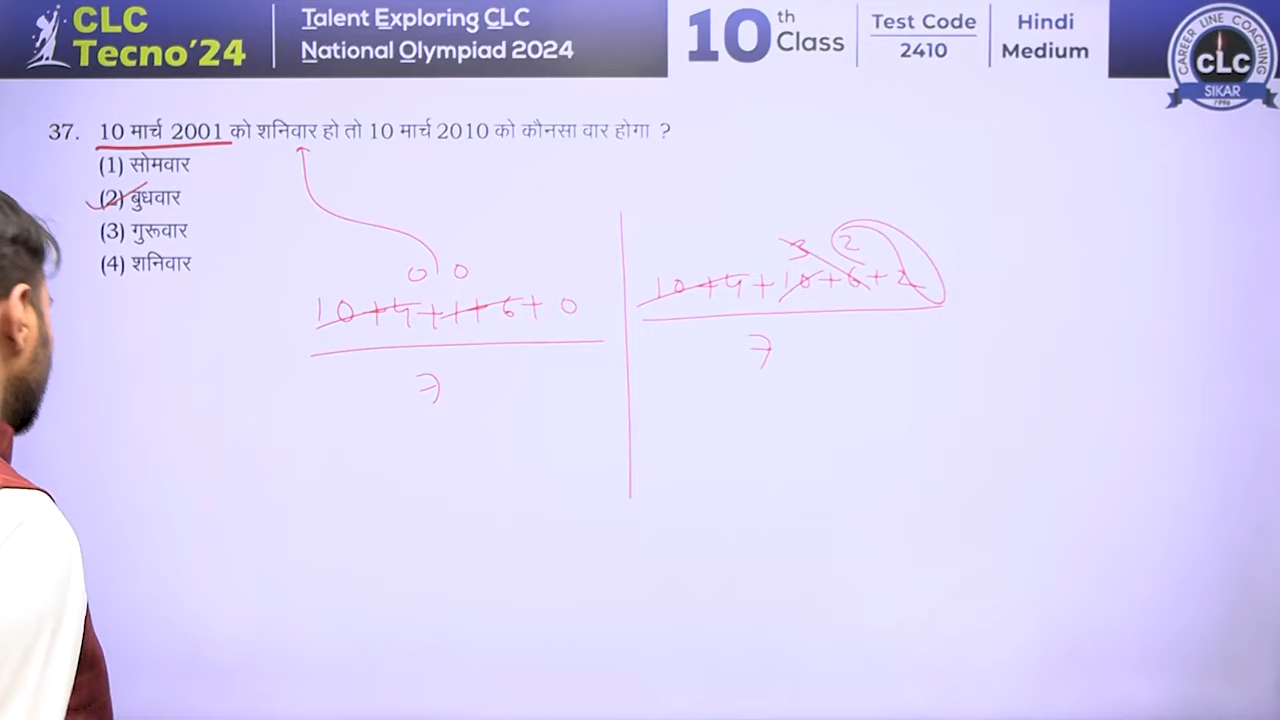 CLC
Tecno'24
Talent Exploring CLC
National Olympiad 2024
10th Class
Test Code
2410
Hindi
Medium
CAREER LINE COACHING
CLC
SIKAR
1996
37. 10 मार्च 2001 को शनिवार हो तो 10 मार्च 2010 को कौनसा वार होगा ?
(1) सोमवार
(2) बुधवार
(3) गुरूवार
(4) शनिवार
0 0
10+4+1+6+0
7
3 2
10+4+10+6+2
7